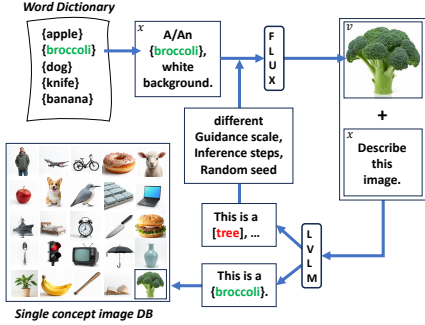 Word Dictionary
{apple}
{broccoli}
{dog}
{knife}
{banana}
x
A/An
{broccoli},
white
background.
F
L
U
X
v
+
x
Describe
this
image.
different
Guidance scale,
Inference steps,
Random seed
This is a
[tree], ...
L
V
L
M
This is a
{broccoli}.
Single concept image DB